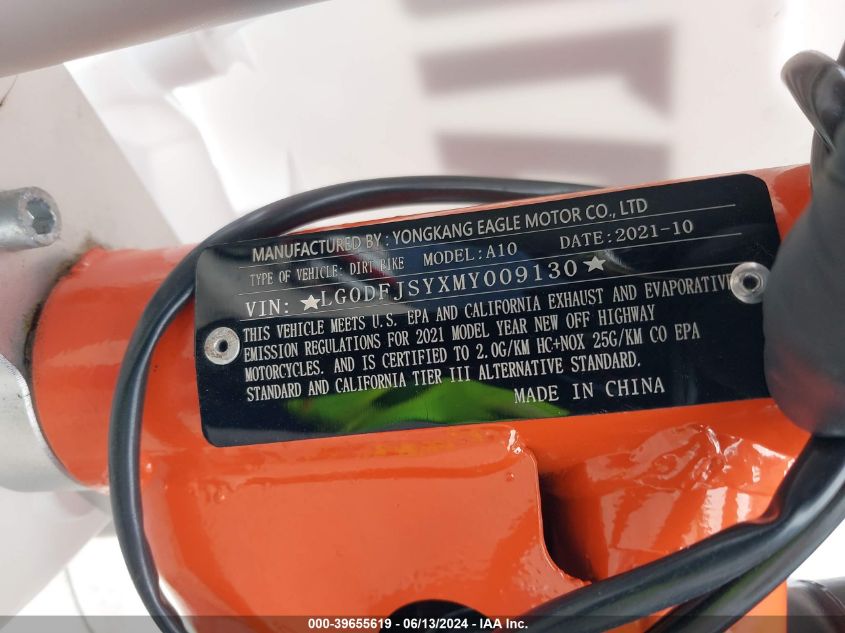 MANUFACTURED BY: YONGKANG EAGLE MOTOR CO., LTD
TYPE OF VEHICLE: DIRT BIKE MODEL: A10 DATE: 2021-10
VIN: ★LG0DFJSYXMY009130★
THIS VEHICLE MEETS U.S. EPA AND CALIFORNIA EXHAUST AND EVAPORATIVE
EMISSION REGULATIONS FOR 2021 MODEL YEAR NEW OFF HIGHWAY
MOTORCYCLES. AND IS CERTIFIED TO 2.0G/KM HC+NOX 25G/KM CO EPA
STANDARD AND CALIFORNIA TIER III ALTERNATIVE STANDARD.
MADE IN CHINA
000-39655619 - 06/13/2024 - IAA Inc.